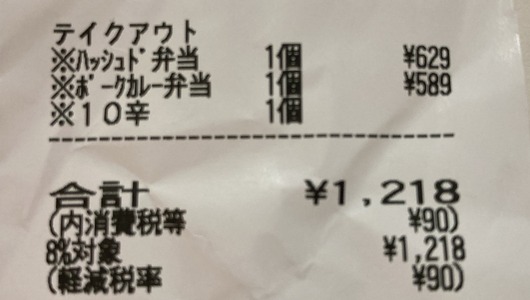 テイクアウト
※ハッシュド弁当 1個 ¥629
※ポークカレー弁当 1個 ¥589
※10辛 1個
合計 ¥1,218
(内消費税等 ¥90)
8%対象 ¥1,218
(軽減税率 ¥90)